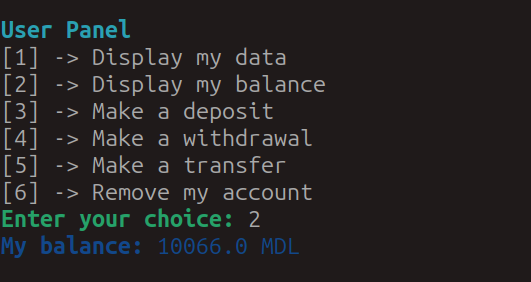 User Panel
[1] -> Display my data
[2] -> Display my balance
[3] -> Make a deposit
[4] -> Make a withdrawal
[5] -> Make a transfer
[6] -> Remove my account
Enter your choice: 2
My balance: 10066.0 MDL